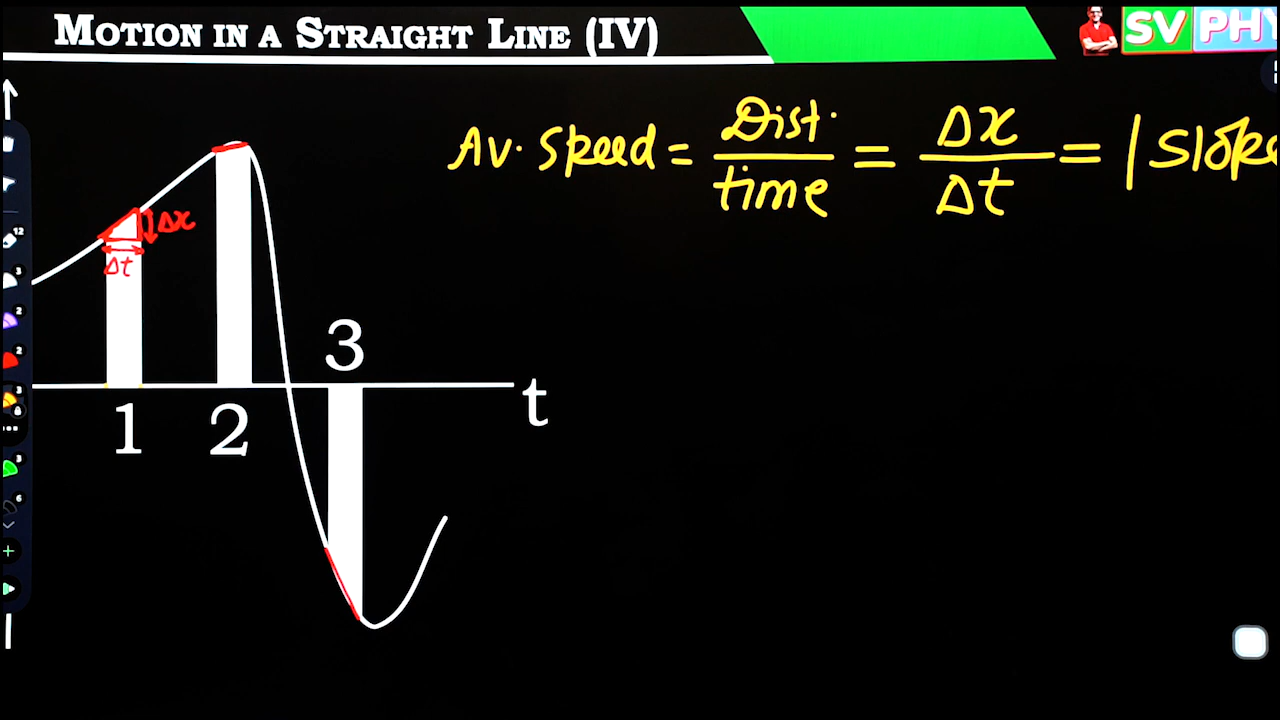 MOTION IN A STRAIGHT LINE (IV)
SV PHY
Av. Speed = Dist. / time = Δx / Δt = |Slope
Δx
Δt
3
1 2
t